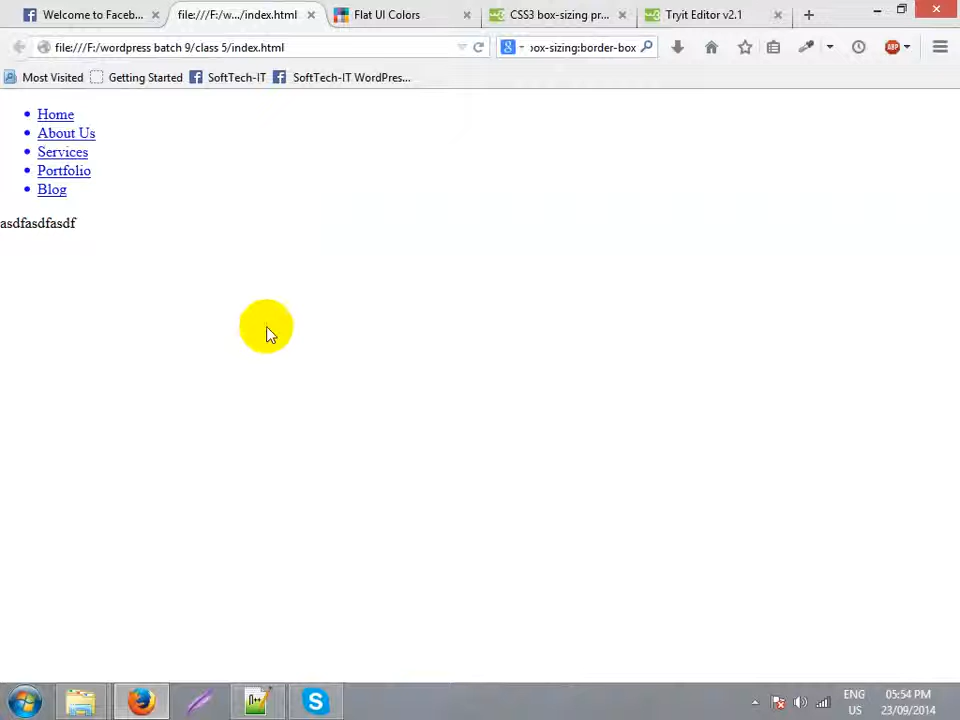 Welcome to Faceb...
file:///F:/w.../index.html
Flat UI Colors
CSS3 box-sizing pr...
Tryit Editor v2.1
file:///F:/wordpress batch 9/class 5/index.html
ox-sizing:border-box
ABP
Most Visited
Getting Started
SoftTech-IT
SoftTech-IT WordPres...
Home
About Us
Services
Portfolio
Blog
asdfasdfasdf
ENG
US
05:54 PM
23/09/2014